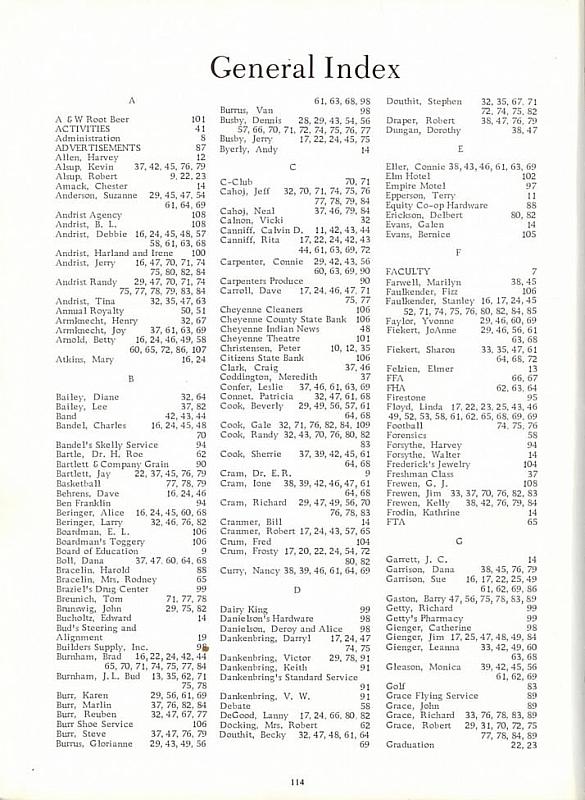 General Index
A
A & W Root Beer 101
ACTIVITIES 41
Administration 8
ADVERTISEMENTS 87
Allen, Harvey 12
Alsup, Kevin 37, 42, 45, 76, 79
Alsup, Robert 9, 22, 23
Amack, Chester 14
Anderson, Suzanne 29, 45, 47, 54
61, 64, 69
Andrist Agency 108
Andrist, B. L. 108
Andrist, Debbie 16, 24, 45, 48, 57
58, 61, 63, 68
Andrist, Harland and Irene 100
Andrist, Jerry 16, 47, 70, 71, 74
75, 80, 82, 84
Andrist Randy 29, 47, 70, 71, 74
75, 77, 78, 79, 83, 84
Andrist, Tina 32, 35, 47, 63
Annual Royalty 50, 51
Armknecht, Henry 32, 67
Armknecht, Joy 37, 61, 63, 69
Arnold, Betty 16, 24, 46, 49, 58
60, 65, 72, 86, 107
Atkins, Mary 16, 24
B
Bailey, Diane 32, 64
Bailey, Lee 37, 82
Band 42, 43, 44
Bandel, Charles 16, 24, 45, 48
70
Bandel's Skelly Service 94
Bartle, Dr. H. Roe 62
Bartlett & Company Grain 90
Bartlett, Jay 22, 37, 45, 76, 79
Basketball 77, 78, 79
Behrens, Dave 16, 24, 46
Ben Franklin 94
Beringer, Alice 16, 24, 45, 60, 68
Beringer, Larry 32, 46, 76, 82
Boardman, E. L. 106
Boardman's Toggery 106
Board of Education 9
Boll, Dana 37, 47, 60, 64, 68
Bracelin, Harold 88
Bracelin, Mrs. Rodney 65
Braziel's Drug Center 99
Breunich, Tom 71, 77, 78
Brunswig, John 29, 75, 82
Bucholtz, Edward 14
Bud's Steering and
Alignment 19
Builders Supply, Inc.
Burnham, Brad 16, 22, 24, 42, 44
65, 70, 71, 74, 75, 77, 84
Burnham, J. L. Bud 13, 35, 62, 71
75, 78
Burr, Karen 29, 56, 61, 69
Burr, Marlin 37, 76, 82, 84
Burr, Reuben 32, 47, 67, 77
Burr Shoe Service 106
Burr, Steve 37, 47, 76, 79
Burrus, Glorianne 29, 43, 49, 56
61, 63, 68, 98
Burrus, Van 98
Busby, Dennis 28, 29, 43, 54, 56
57, 66, 70, 71, 72, 74, 75, 76, 77
Busby, Jerry 17, 22, 24, 45, 75
Byerly, Andy 14
C
C-Club 70, 71
Cahoj, Jeff 32, 70, 71, 74, 75, 76
77, 78, 79, 84
Cahoj, Neal 37, 46, 79, 84
Calnon, Vicki 32
Canniff, Calvin D. 11, 42, 43, 44
Canniff, Rita 17, 22, 24, 42, 43
44, 61, 63, 69, 72
Carpenter, Connie 29, 42, 43, 56
60, 63, 69, 90
Carpenters Produce 90
Carroll, Dave 17, 24, 46, 47, 71
75, 77
Cheyenne Cleaners 106
Cheyenne County State Bank 106
Cheyenne Indian News 48
Cheyenne Theatre 101
Christensen, Peter 10, 12, 35
Citizens State Bank 106
Clark, Craig 37, 46
Coddington, Meredith 37
Confer, Leslie 37, 46, 61, 63, 69
Connet, Patricia 32, 47, 61, 68
Cook, Beverly 29, 49, 56, 57, 61
64, 68
Cook, Gale 32, 71, 76, 82, 84, 109
Cook, Randy 32, 43, 70, 76, 80, 82
83
Cook, Sherrie 37, 39, 42, 45, 61
64, 68
Cram, Dr. E. R. 9
Cram, Ione 38, 39, 42, 46, 47, 61
64, 68
Cram, Richard 29, 47, 49, 56, 70
76, 78, 83
Cranmer, Bill 14
Cranmer, Robert 17, 24, 43, 57, 65
Crum, Fred 104
Crum, Frosty 17, 20, 22, 24, 54, 72
80, 82
Curry, Nancy 38, 39, 46, 61, 64, 69
D
Dairy King 99
Danielson's Hardware 98
Danielson, Deroy and Alice 98
Dankenbring, Darryl 17, 24, 47
74, 75
Dankenbring, Victor 29, 78, 91
Dankenbring, Keith 91
Dankenbring's Standard Service
91
Dankenbring, V. W. 91
Debate 58
DeGood, Lanny 17, 24, 66, 80, 82
Docking, Mrs. Robert 62
Douthit, Becky 32, 47, 48, 61, 64
69
Douthit, Stephen 32, 35, 67, 71
72, 74, 75, 82
Draper, Robert 38, 47, 76, 79
Dungan, Dorothy 38, 47
E
Eller, Connie 38, 43, 46, 61, 63, 69
Elm Hotel 102
Empire Motel 97
Epperson, Terry 11
Equity Co-op Hardware 88
Erickson, Delbert 80, 82
Evans, Galen 14
Evans, Bernice 105
F
FACULTY 7
Farwell, Marilyn 38, 45
Faulkender, Fizz 106
Faulkender, Stanley 16, 17, 24, 45
52, 71, 74, 75, 76, 80, 82, 84, 85
Faylor, Yvonne 29, 46, 60, 69
Fiekert, JoAnne 29, 46, 56, 61
63, 68
Fiekert, Sharon 33, 35, 47, 61
64, 68, 72
Felzien, Elmer 13
FFA 66, 67
FHA 62, 63, 64
Firestone 95
Floyd, Linda 17, 22, 23, 25, 43, 46
49, 52, 53, 58, 61, 62, 65, 68, 69, 69
Football 74, 75, 76
Forensics 58
Forsythe, Harvey 94
Forsythe, Walter 14
Frederick's Jewelry 104
Freshman Class 37
Frewen, G. J. 108
Frewen, Jim 33, 37, 70, 76, 82, 83
Frewen, Kelly 38, 42, 76, 79, 84
Frodin, Kathrine 14
FTA 65
G
Garrett, J. C. 14
Garrison, Dana 38, 45, 76, 79
Garrison, Sue 16, 17, 22, 25, 49
61, 62, 69, 86
Gaston, Barry 47, 56, 75, 78, 83, 89
Getty, Richard 99
Getty's Pharmacy 99
Gienger, Catherine 98
Gienger, Jim 17, 25, 47, 48, 49, 84
Gienger, Leanna 33, 42, 49, 60
63, 68
Gleason, Monica 39, 42, 45, 56
61, 62, 69
Golf 83
Grace Flying Service 89
Grace, John 89
Grace, Richard 33, 76, 78, 83, 89
Grace, Robert 29, 31, 70, 72, 75
77, 78, 84, 89
Graduation 22, 23
114